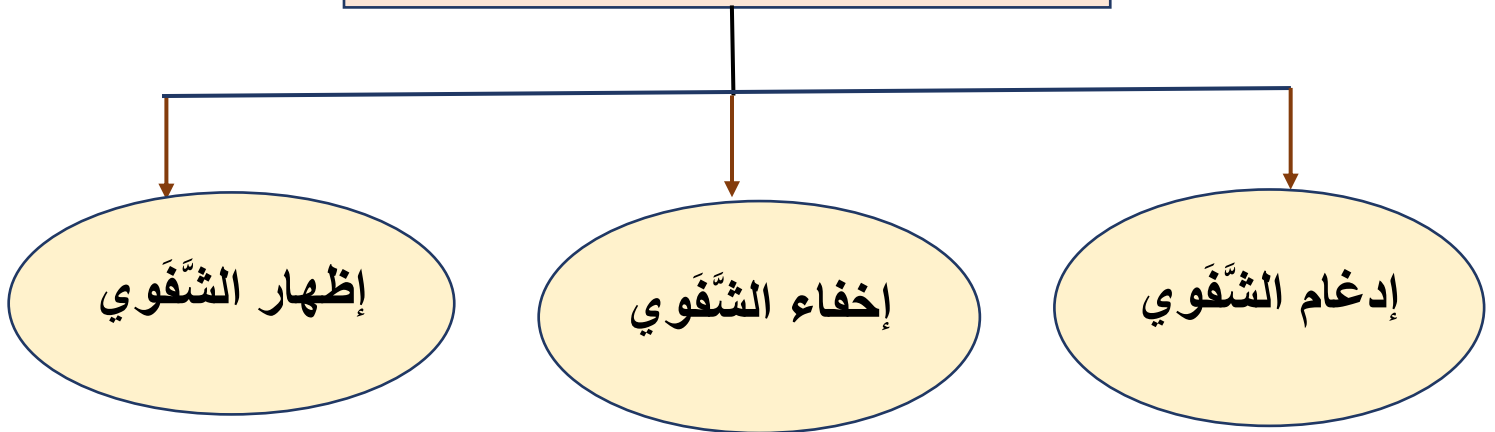 إدغام الشَّفَوي
إخفاء الشَّفَوي
إظهار الشَّفَوي